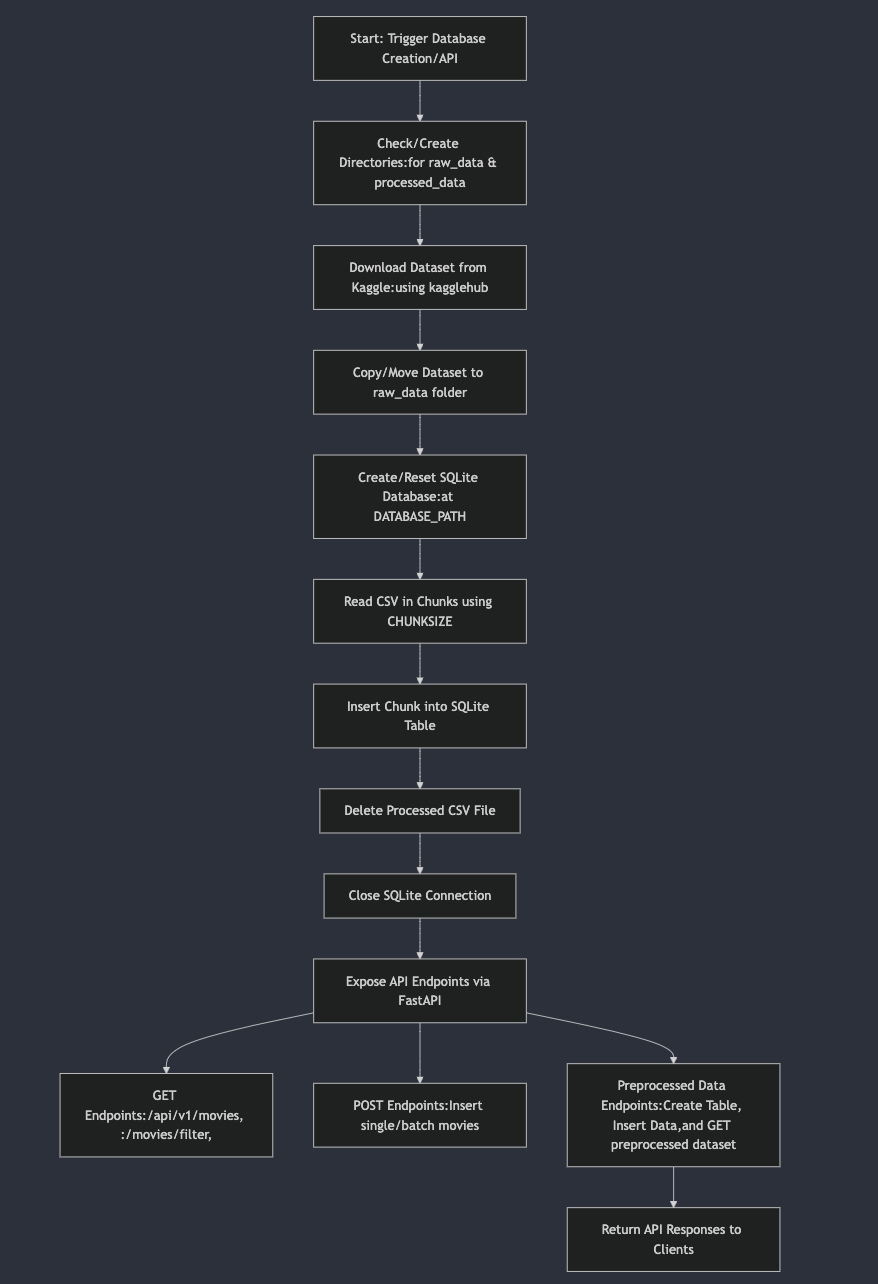 Start: Trigger Database
Creation/API
Check/Create
Directories:for raw_data &
processed_data
Download Dataset from
Kaggle:using kagglehub
Copy/Move Dataset to
raw_data folder
Create/Reset SQLite
Database:at
DATABASE_PATH
Read CSV in Chunks using
CHUNKSIZE
Insert Chunk into SQLite
Table
Delete Processed CSV File
Close SQLite Connection
Expose API Endpoints via
FastAPI
GET
Endpoints:/api/v1/movies,
:/movies/filter,
POST Endpoints:Insert
single/batch movies
Preprocessed Data
Endpoints:Create Table,
Insert Data,and GET
preprocessed dataset
Return API Responses to
Clients